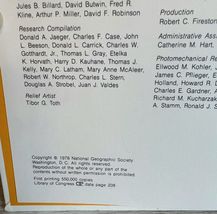 Jules B. Billard, David Butwin, Fred R.
Kline, Arthur P. Miller, David F. Robinson
Research Compilation
Donald A. Jaeger, Charles F. Case, John
L. Beeson, Donald L. Carrick, Charles W.
Gotthardt, Jr., Thomas L. Gray, Etelka
K. Horvath, Harry D. Kauhane, Thomas J.
Kelly, Mary C. Latham, Mary Anne McAleer,
Robert W. Northrop, Charles L. Stern,
Douglas A. Strobel, Juan J. Valdes
Relief Artist
Tibor G. Toth
Copyright © 1978 National Geographic Society
Washington, D.C. All rights reserved.
Reproduction of the whole or any part of the
contents without written permission is prohibited.
First printing 550,000 copies
Library of Congress CIP data page 238
Production
Robert C. Fireston
Administrative Assi
Catherine M. Hart,
Photomechanical Re
Ellwood M. Kohler,
James C. Pflieger, E
Holland, Howard R. D
Charles E. Gardner, A
Richard M. Kucharzak
A. Stamm, Ronald J. S